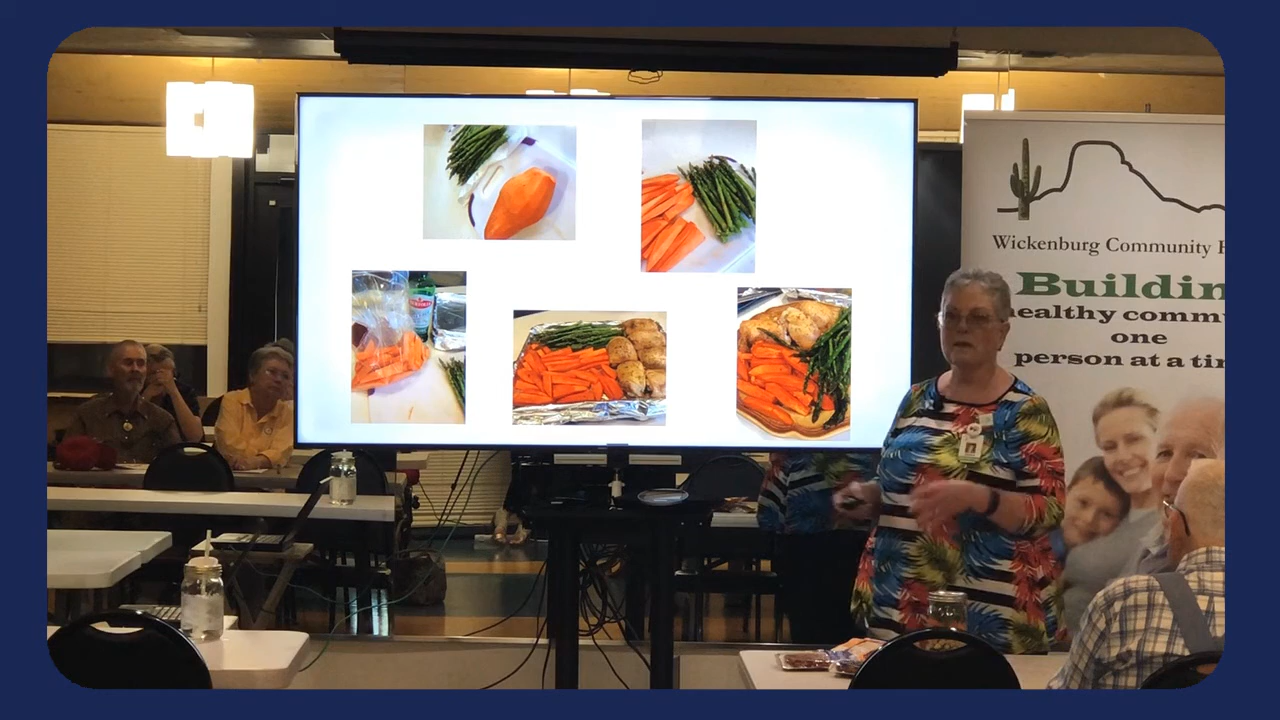 Wickenburg Community H
Buildin
healthy commu
one
person at a tim